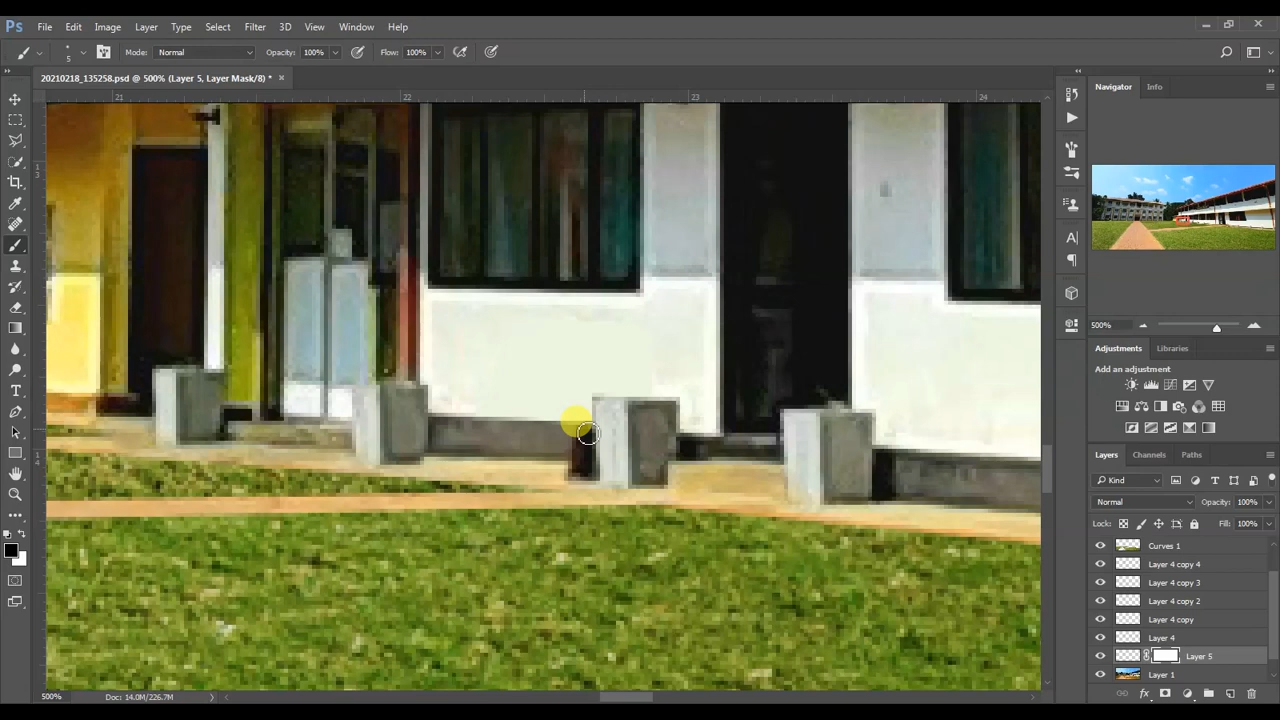 Ps File Edit Image Layer Type Select Filter 3D View Window Help
5 Mode: Normal Opacity: 100% Flow: 100%
20210218_135258.psd @ 500% (Layer 5, Layer Mask/8) * ×
21 22 23 24
13
14
Navigator Info
500%
Adjustments Libraries
Add an adjustment
Layers Channels Paths
Kind
Normal Opacity: 100%
Lock: Fill: 100%
Curves 1
Layer 4 copy 4
Layer 4 copy 3
Layer 4 copy 2
Layer 4 copy
Layer 4
Layer 5
Layer 1
fx
500% Doc: 14.0M/226.7M